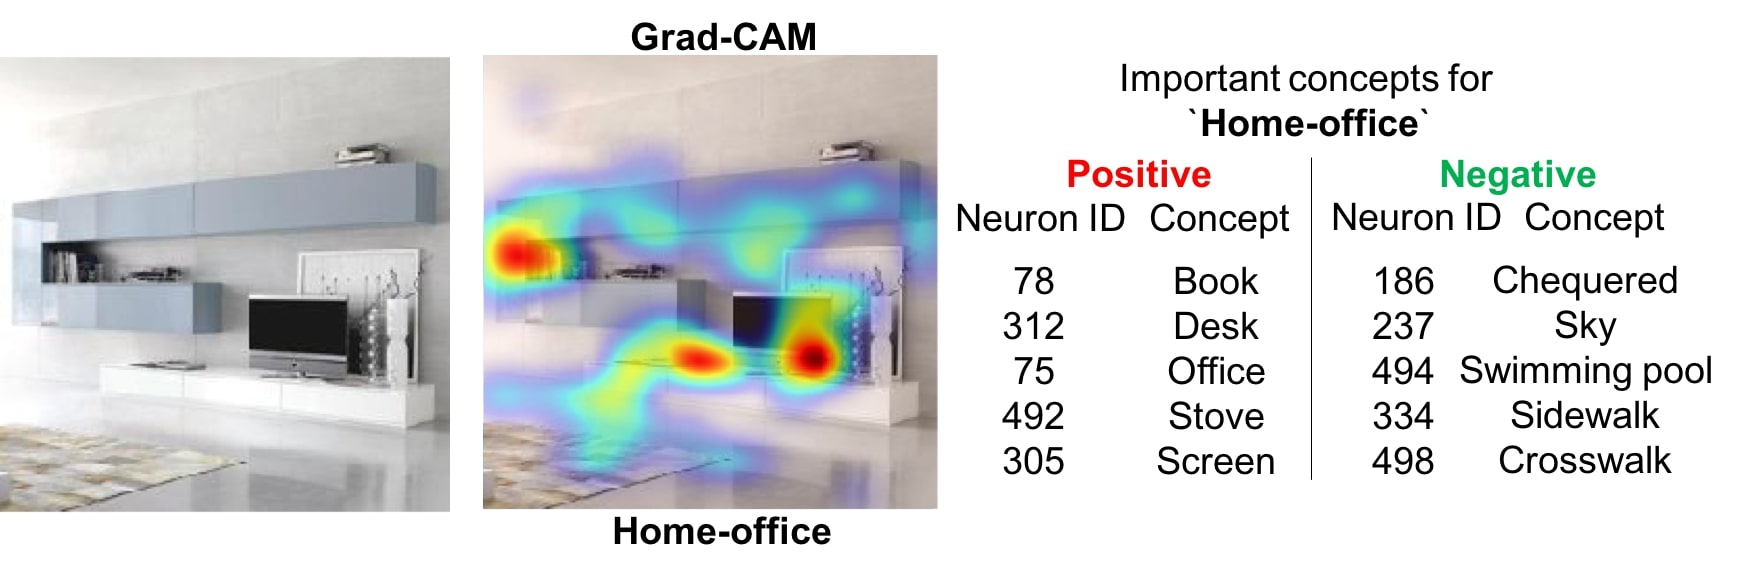 Grad-CAM
Home-office
Important concepts for
`Home-office`
Positive Negative
Neuron ID Concept Neuron ID Concept
78 Book 186 Chequered
312 Desk 237 Sky
75 Office 494 Swimming pool
492 Stove 334 Sidewalk
305 Screen 498 Crosswalk